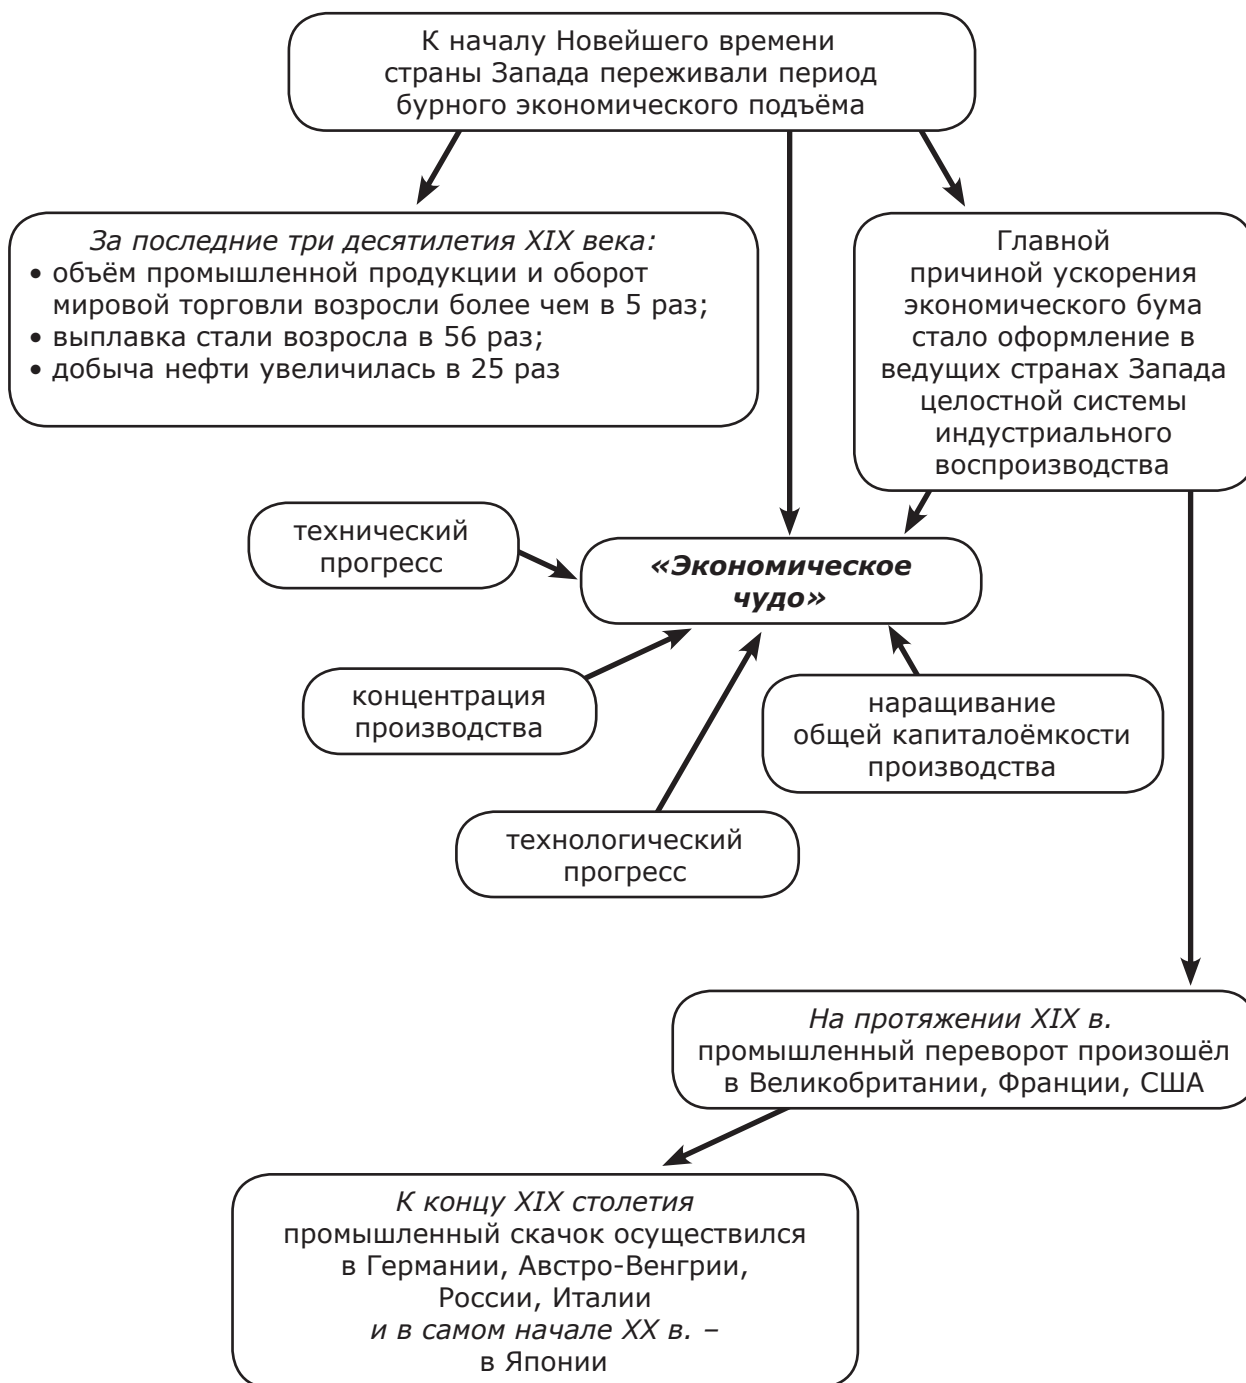 К началу Новейшего времени
страны Запада переживали период
бурного экономического подъёма
За последние три десятилетия XIX века:
• объём промышленной продукции и оборот
мировой торговли возросли более чем в 5 раз;
• выплавка стали возросла в 56 раз;
• добыча нефти увеличилась в 25 раз
Главной
причиной ускорения
экономического бума
стало оформление в
ведущих странах Запада
целостной системы
индустриального
воспроизводства
технический
прогресс
«Экономическое
чудо»
концентрация
производства
наращивание
общей капиталоёмкости
производства
технологический
прогресс
На протяжении XIX в.
промышленный переворот произошёл
в Великобритании, Франции, США
К концу XIX столетия
промышленный скачок осуществился
в Германии, Австро-Венгрии,
России, Италии
и в самом начале XX в. –
в Японии